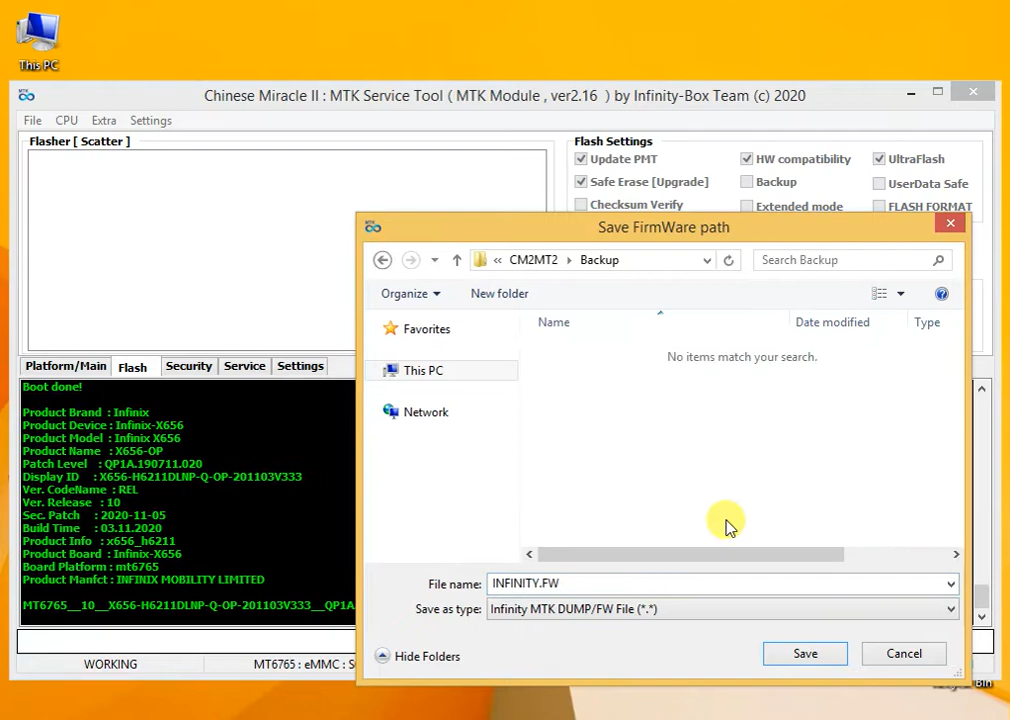 This PC
Chinese Miracle II : MTK Service Tool ( MTK Module , ver2.16 ) by Infinity-Box Team (c) 2020
File CPU Extra Settings
Flasher [ Scatter ]
Flash Settings
Update PMT HW compatibility UltraFlash
Safe Erase [Upgrade] Backup UserData Safe
Checksum Verify Extended mode FLASH FORMAT
Save FirmWare path
« CM2MT2 Backup Search Backup
Organize New folder
Name Date modified Type
Favorites
No items match your search.
This PC
Network
File name: INFINITY.FW
Save as type: Infinity MTK DUMP/FW File (*.*)
Hide Folders Save Cancel
Platform/Main Flash Security Service Settings
Boot done!
Product Brand : Infinix
Product Device : Infinix-X656
Product Model : Infinix X656
Product Name : X656-OP
Patch Level : QP1A.190711.020
Display ID : X656-H6211DLNP-Q-OP-201103V333
Ver. CodeName : REL
Ver. Release : 10
Sec. Patch : 2020-11-05
Build Time : 03.11.2020
Product Info : x656_h6211
Product Board : Infinix-X656
Board Platform : mt6765
Product Manfct : INFINIX MOBILITY LIMITED
MT6765__10__X656-H6211DLNP-Q-OP-201103V333__QP1A
WORKING MT6765 : eMMC :